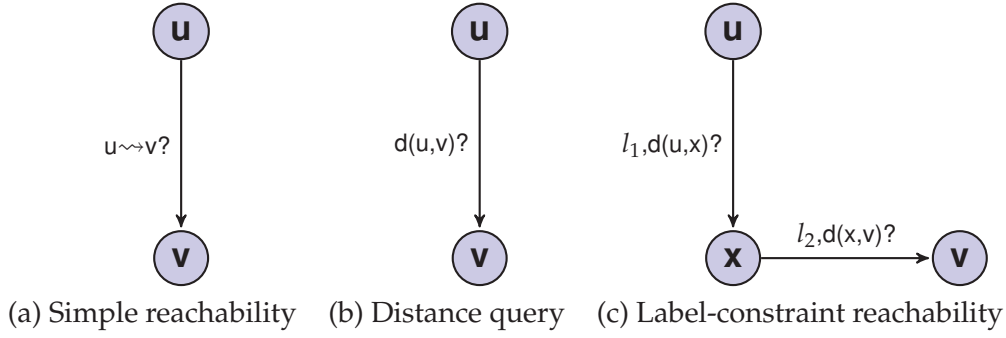 u u u
u⇝v? d(u,v)? l₁,d(u,x)?
l₂,d(x,v)?
v v x v
(a) Simple reachability (b) Distance query (c) Label-constraint reachability